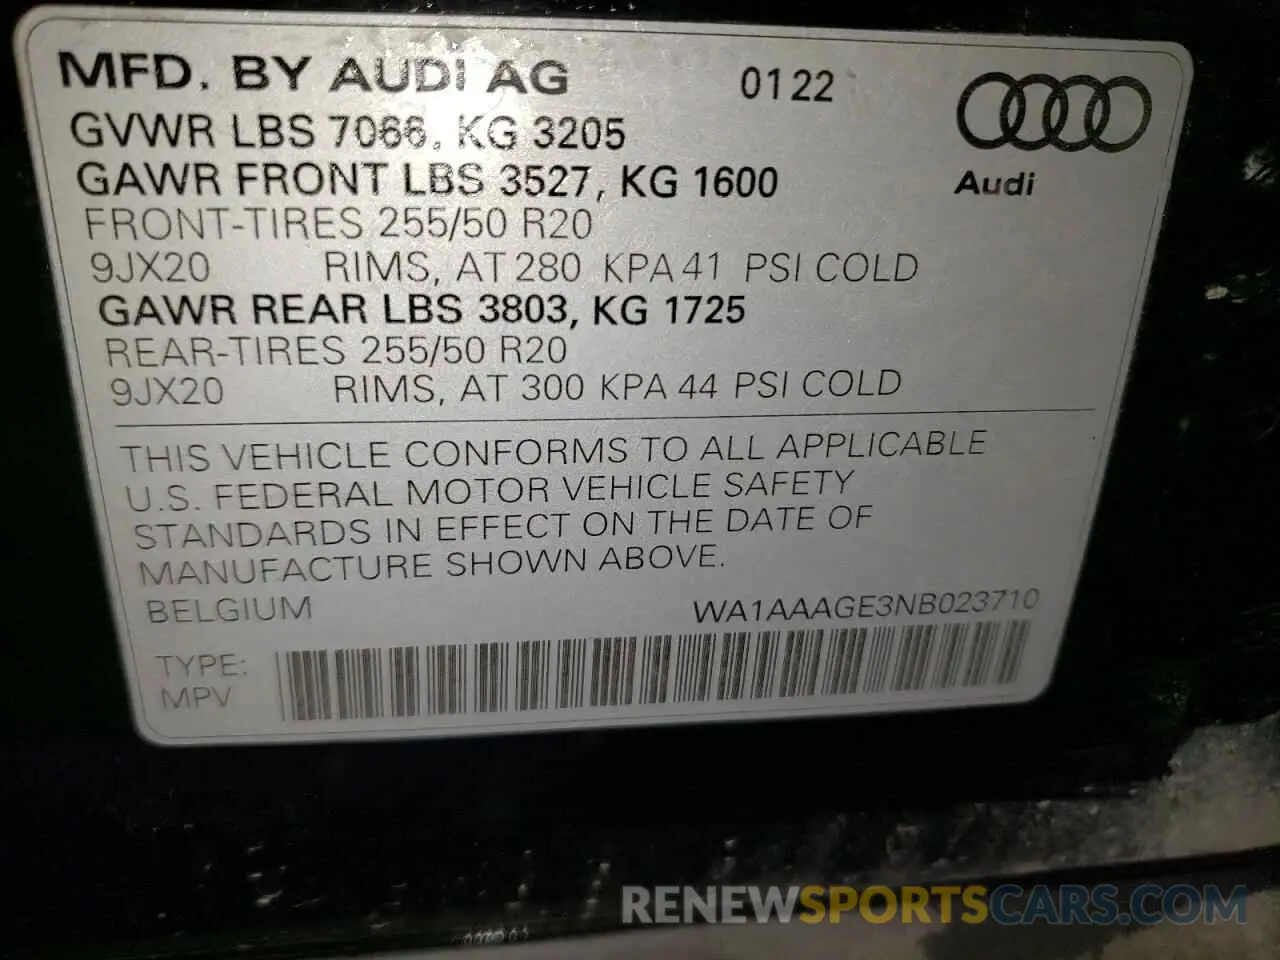 MFD. BY AUDI AG 01 22
GVWR LBS 7066, KG 3205
GAWR FRONT LBS 3527, KG 1600
Audi
FRONT-TIRES 255/50 R20
9JX20 RIMS, AT 280 KPA 41 PSI COLD
GAWR REAR LBS 3803, KG 1725
REAR-TIRES 255/50 R20
9JX20 RIMS, AT 300 KPA 44 PSI COLD
THIS VEHICLE CONFORMS TO ALL APPLICABLE
U.S. FEDERAL MOTOR VEHICLE SAFETY
STANDARDS IN EFFECT ON THE DATE OF
MANUFACTURE SHOWN ABOVE.
BELGIUM WA1AAAGE3NB023710
TYPE:
MPV
RENEWSPORTSCARS.COM